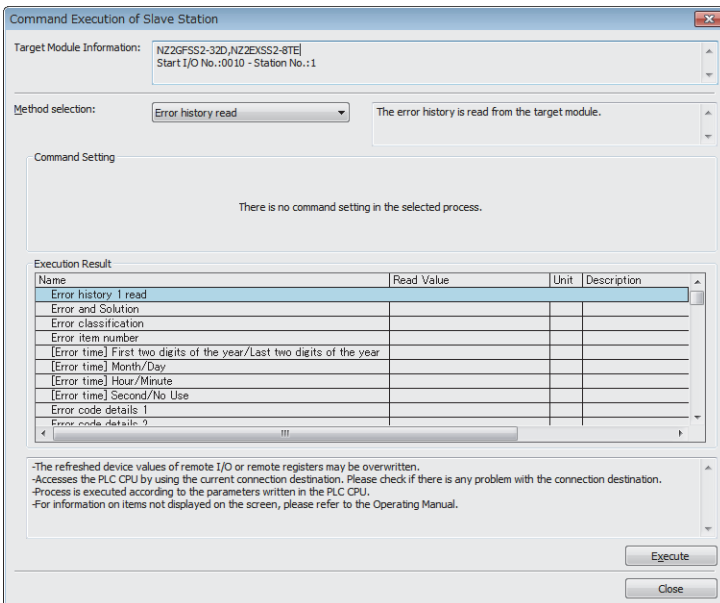 Command Execution of Slave Station
Target Module Information:
NZ2GFSS2-32D,NZ2EXSS2-8TE
Start I/O No.:0010 - Station No.:1
Method selection:
Error history read
The error history is read from the target module.
Command Setting
There is no command setting in the selected process.
Execution Result
Name Read Value Unit Description
Error history 1 read
Error and Solution
Error classification
Error item number
[Error time] First two digits of the year/Last two digits of the year
[Error time] Month/Day
[Error time] Hour/Minute
[Error time] Second/No Use
Error code details 1
Error code details 2
-The refreshed device values of remote I/O or remote registers may be overwritten.
-Accesses the PLC CPU by using the current connection destination. Please check if there is any problem with the connection destination.
-Process is executed according to the parameters written in the PLC CPU.
-For information on items not displayed on the screen, please refer to the Operating Manual.
Execute
Close